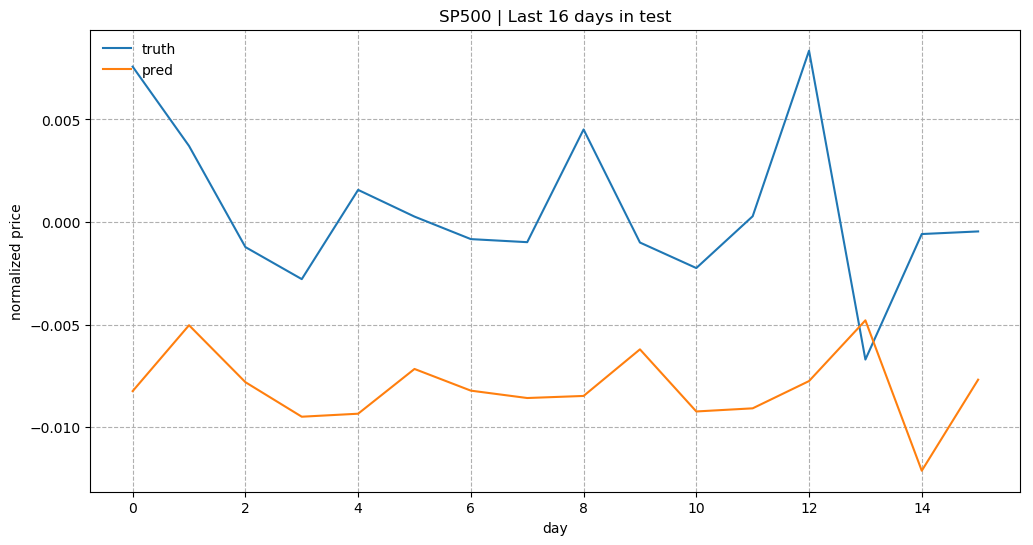 SP500 | Last 16 days in test
truth
pred
0.005
0.000
−0.005
−0.010
normalized price
0 2 4 6 8 10 12 14
day